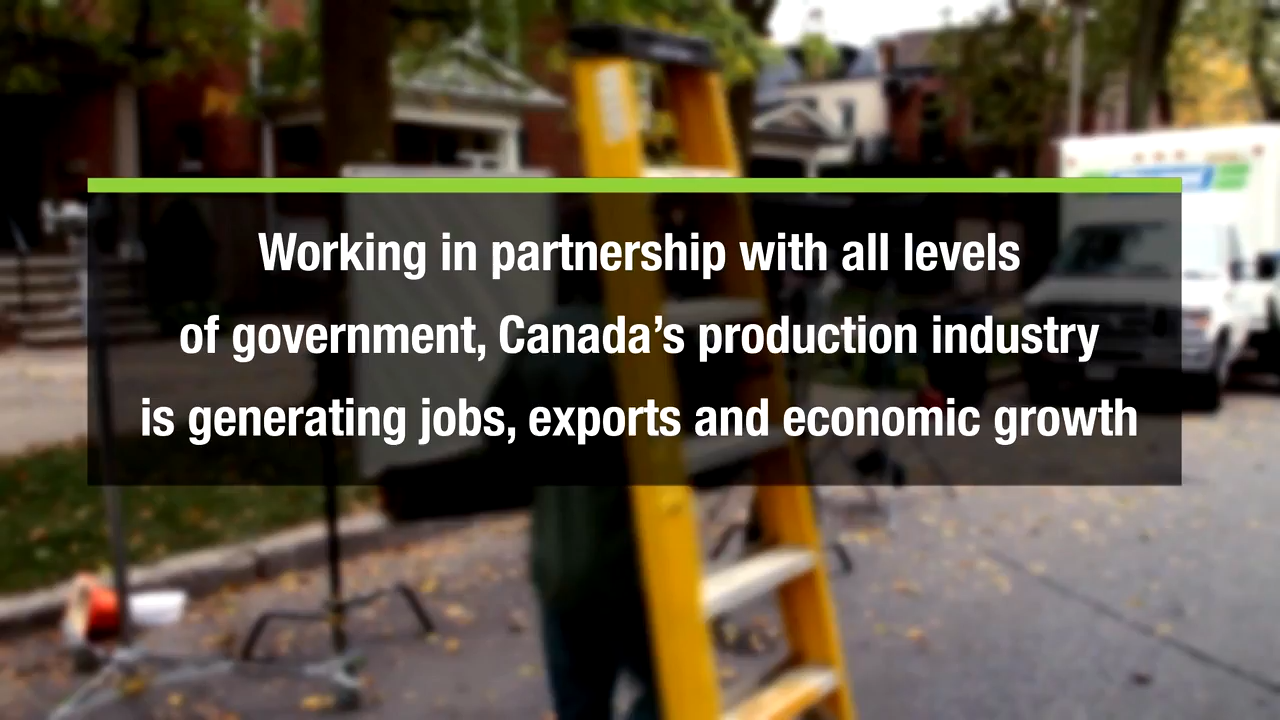 Working in partnership with all levels
of government, Canada’s production industry
is generating jobs, exports and economic growth